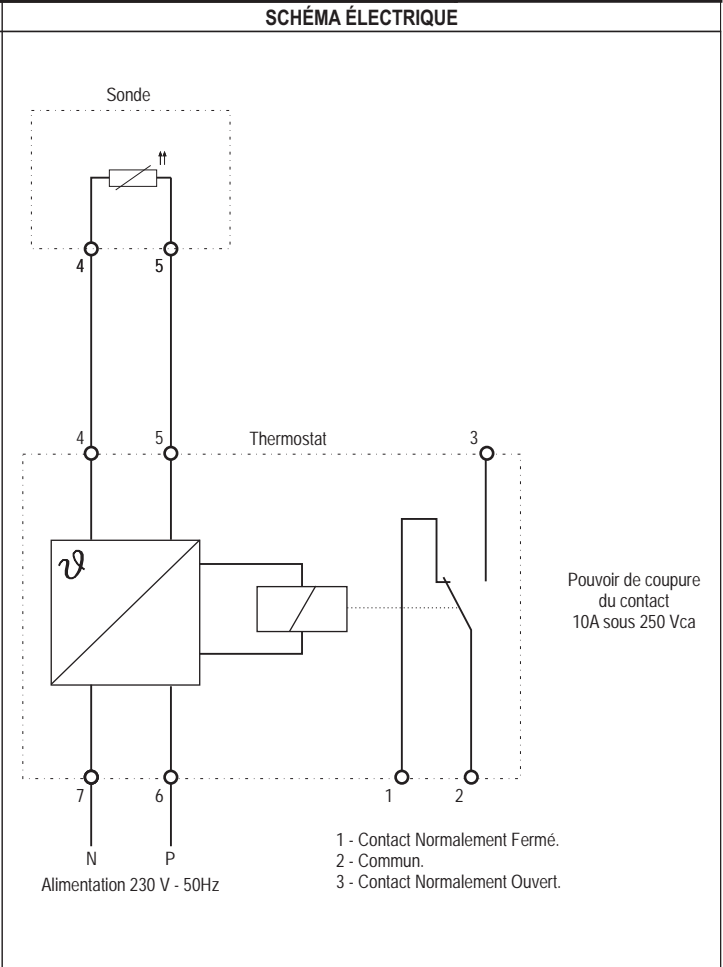 SCHÉMA ÉLECTRIQUE
Sonde
4 5
4 5 Thermostat 3
ϑ
Pouvoir de coupure
du contact
10A sous 250 Vca
7 6 1 2
N P
Alimentation 230 V - 50Hz
1 - Contact Normalement Fermé.
2 - Commun.
3 - Contact Normalement Ouvert.